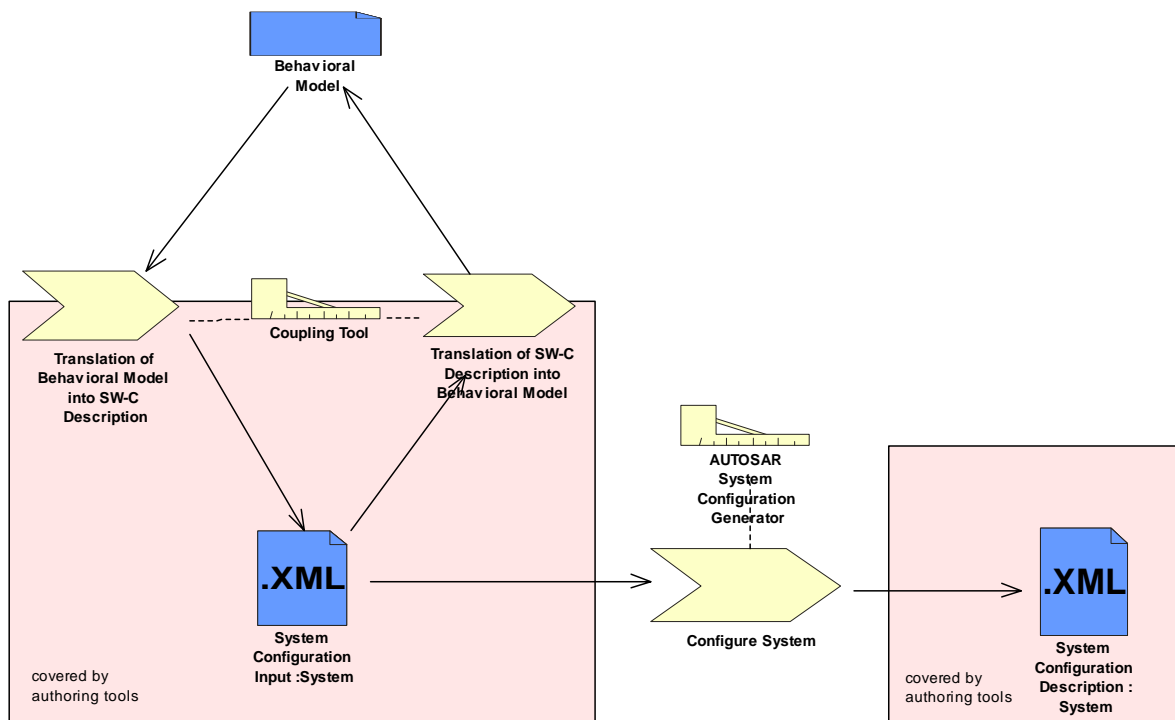 Behavioral
Model
Coupling Tool
Translation of
Behavioral Model
into SW-C
Description
Translation of SW-C
Description into
Behavioral Model
AUTOSAR
System
Configuration
Generator
.XML
System
Configuration
Input :System
covered by
authoring tools
Configure System
.XML
System
Configuration
Description :
System
covered by
authoring tools